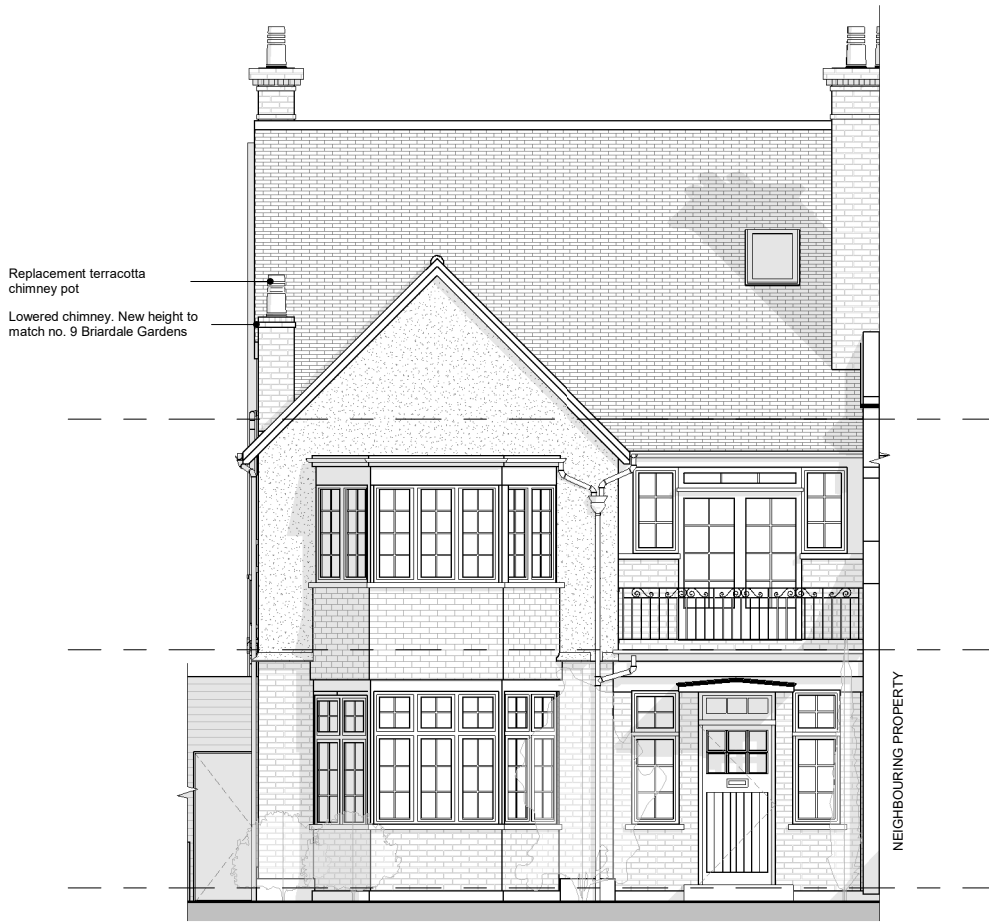 Replacement terracotta
chimney pot
Lowered chimney. New height to
match no. 9 Briardale Gardens
NEIGHBOURING PROPERTY